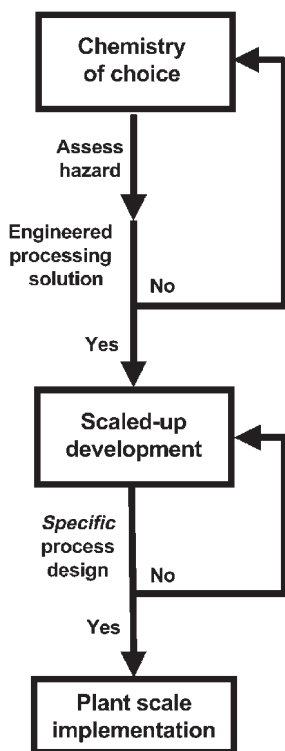 Chemistry
of choice
Assess
hazard
Engineered
processing
solution
No
Yes
Scaled-up
development
Specific
process
design
No
Yes
Plant scale
implementation